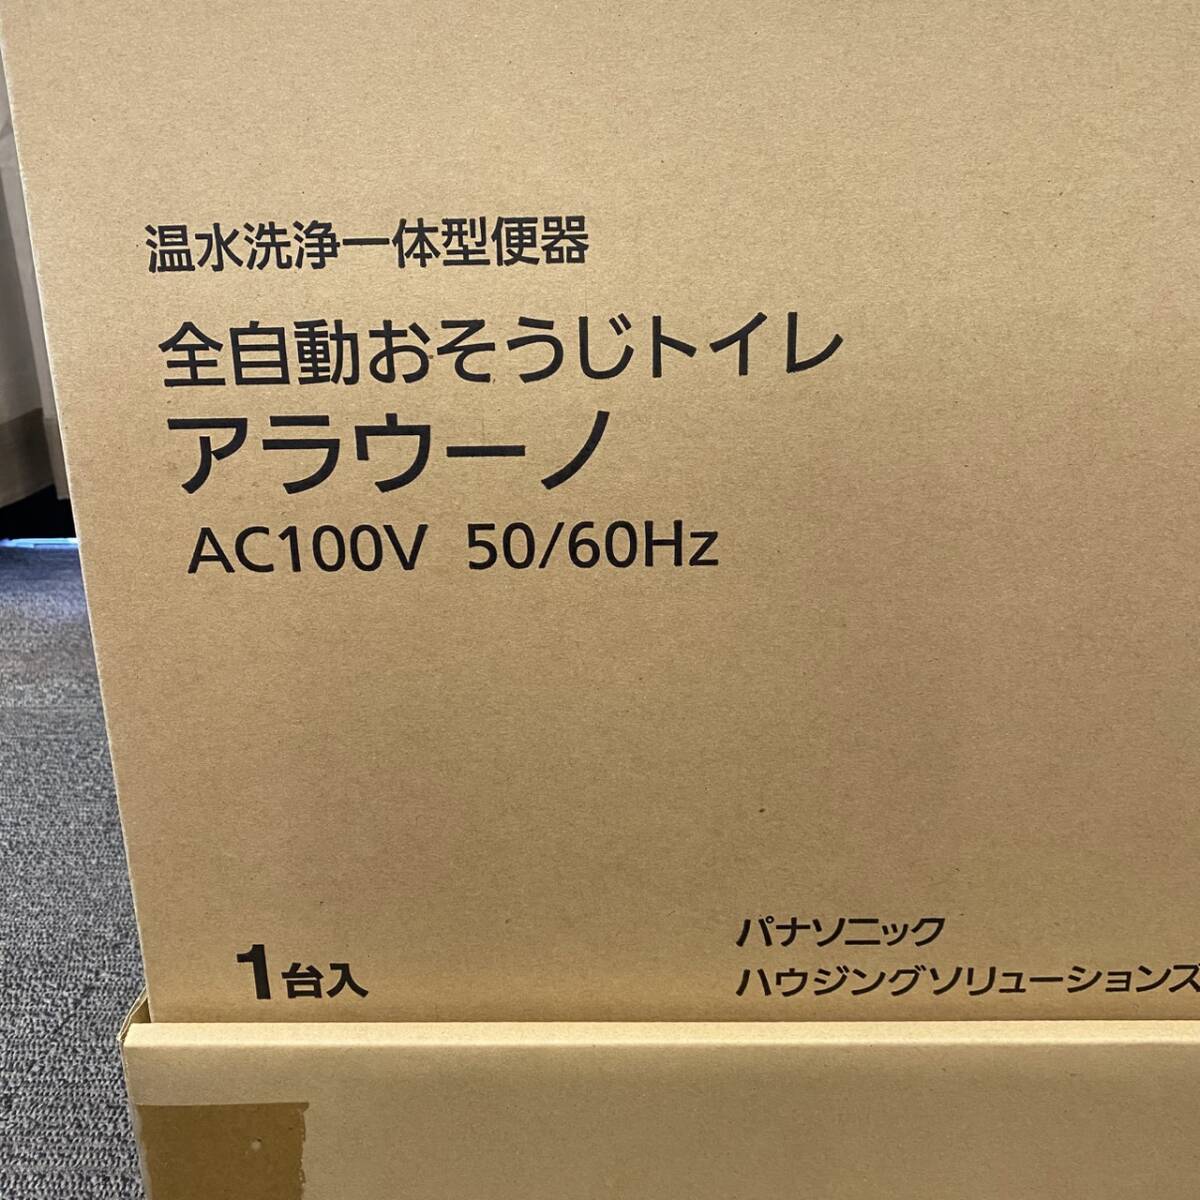 温水洗浄一体型便器
全自動おそうじトイレ
アラウーノ
AC100V 50/60Hz
1台入
パナソニック
ハウジングソリューションズ